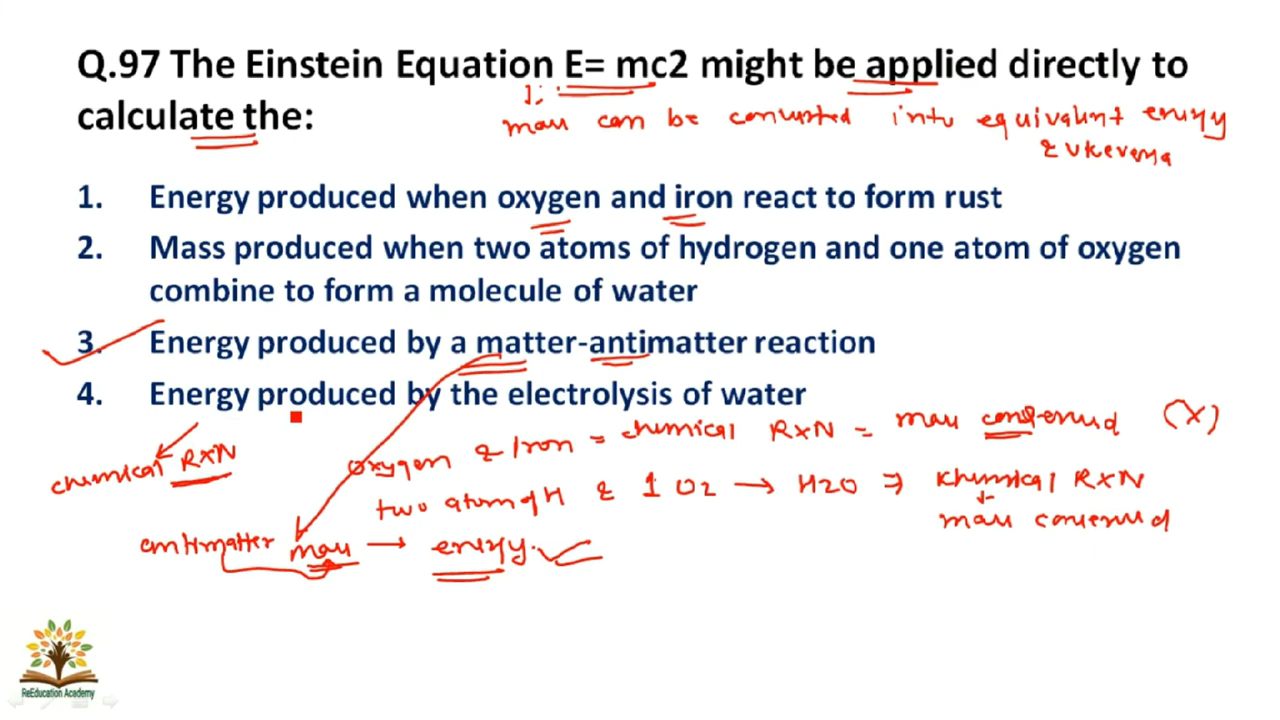 Q.97 The Einstein Equation E= mc2 might be applied directly to
calculate the:
mass can be converted into equivalent energy
& vice versa
1. Energy produced when oxygen and iron react to form rust
2. Mass produced when two atoms of hydrogen and one atom of oxygen
combine to form a molecule of water
3. Energy produced by a matter-antimatter reaction
4. Energy produced by the electrolysis of water
chemical RXN
oxygen & Iron = chemical RXN = mass conserved (X)
two atom of H & 1 O2 → H2O ⇒ chemical RXN
mass conserved
antimatter mass → energy.
ReEducation Academy